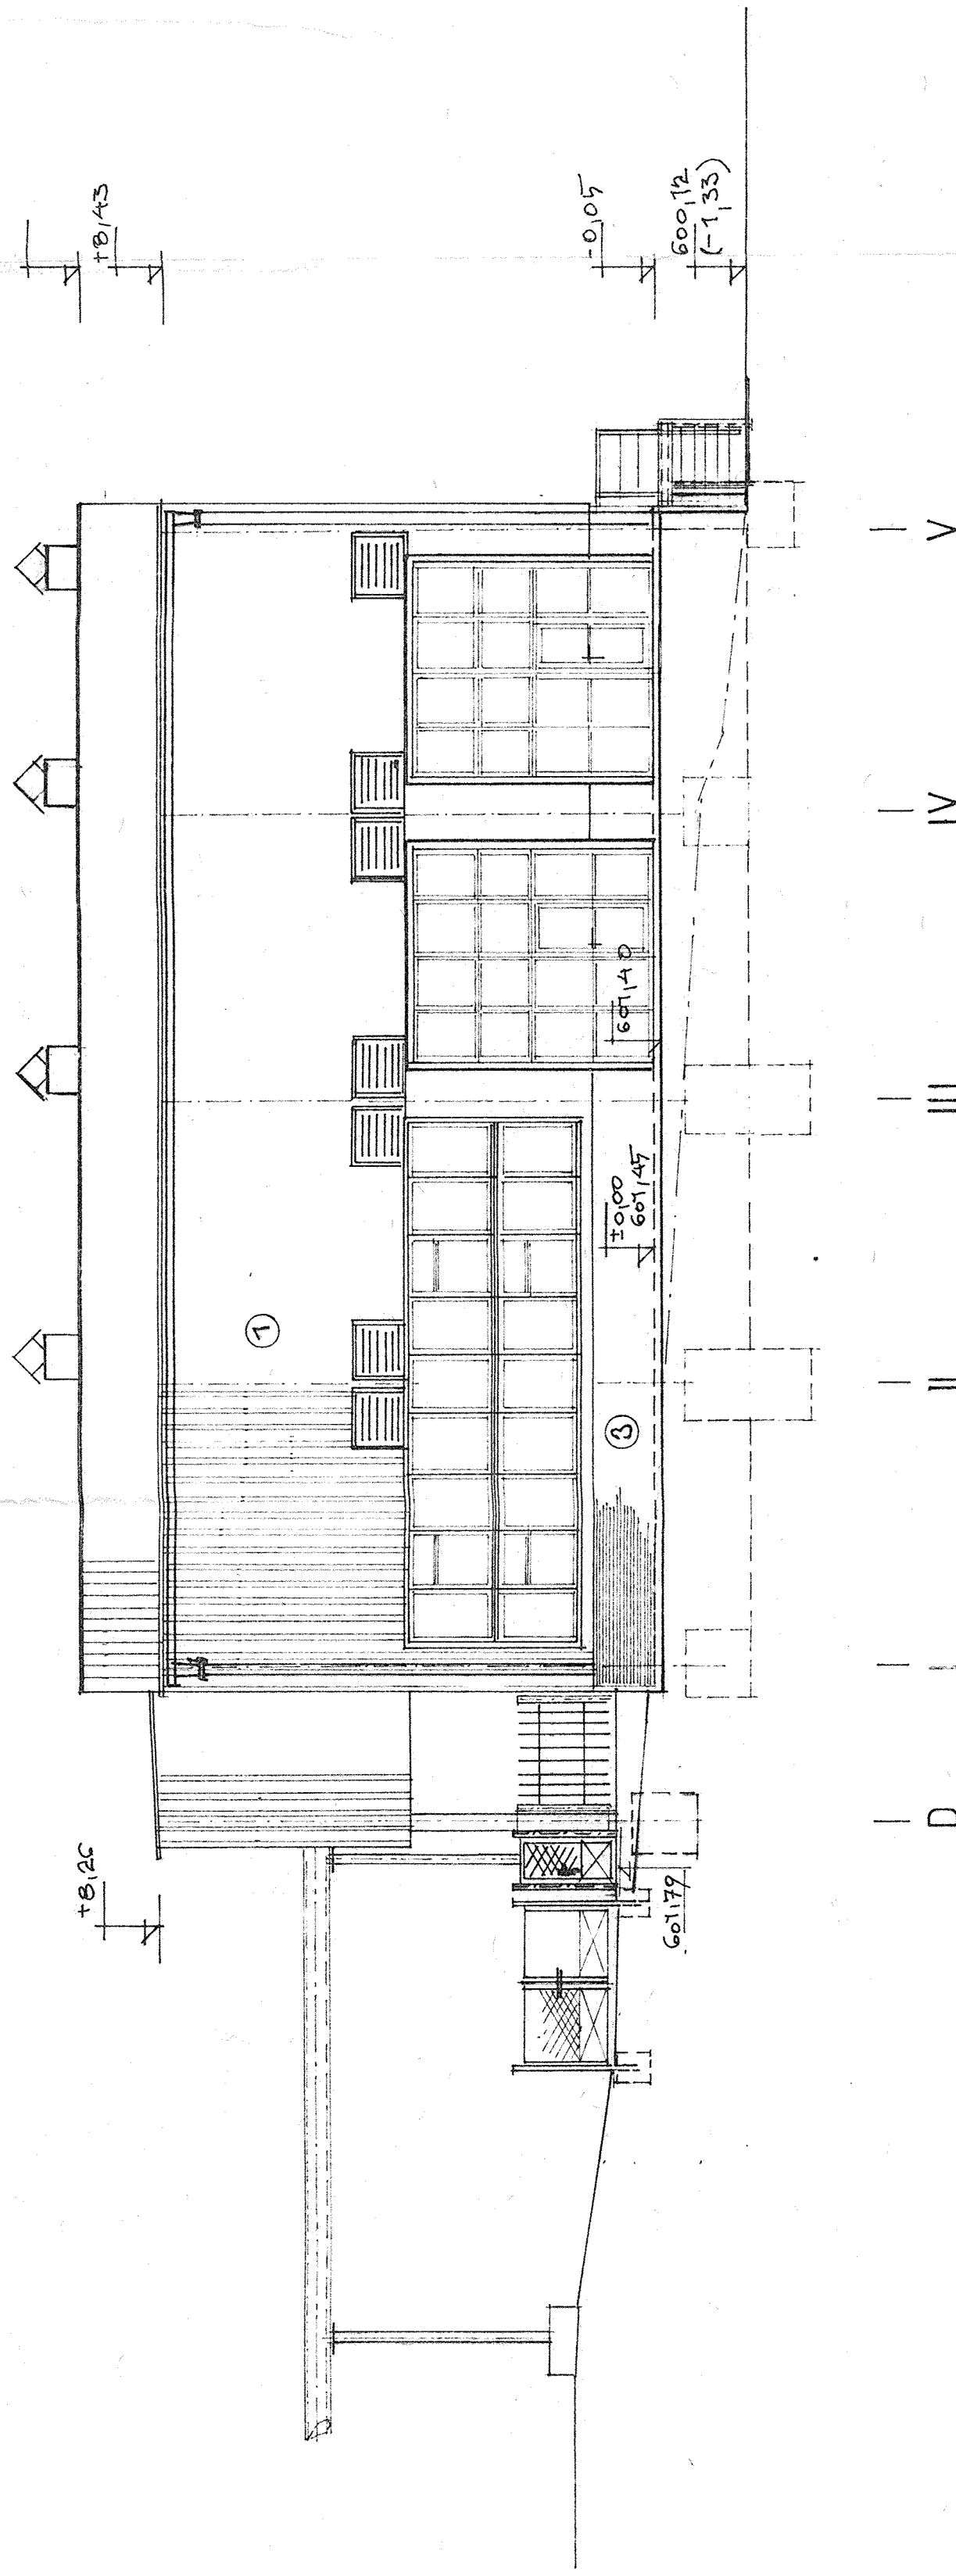 +8,43
-0,05
600,12
(-1,33)
+8,26
1
3
±0,00
601,45
601,40
601,79
D
I
II
III
IV
V